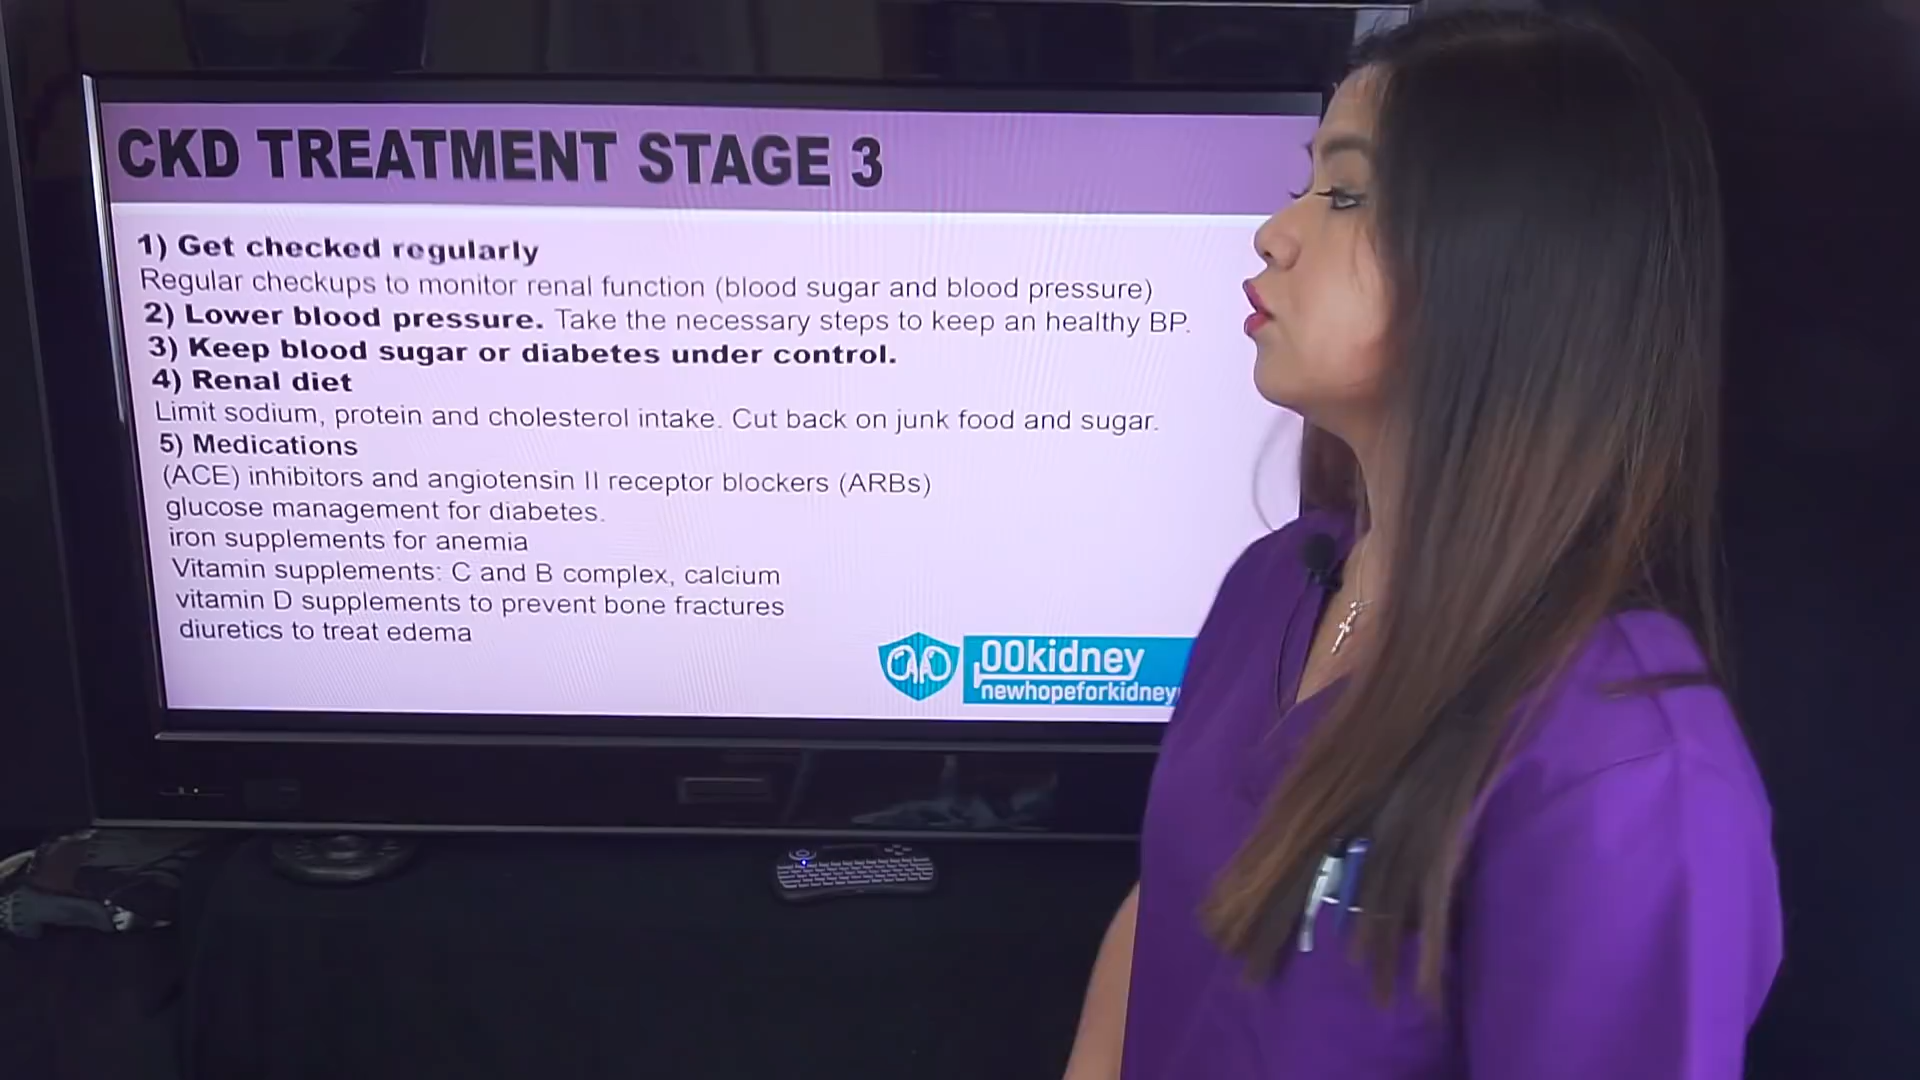 CKD TREATMENT STAGE 3
1) Get checked regularly
Regular checkups to monitor renal function (blood sugar and blood pressure)
2) Lower blood pressure. Take the necessary steps to keep an healthy BP.
3) Keep blood sugar or diabetes under control.
4) Renal diet
Limit sodium, protein and cholesterol intake. Cut back on junk food and sugar.
5) Medications
(ACE) inhibitors and angiotensin II receptor blockers (ARBs)
glucose management for diabetes.
iron supplements for anemia
Vitamin supplements: C and B complex, calcium
vitamin D supplements to prevent bone fractures
diuretics to treat edema
00kidney
newhopeforkidney